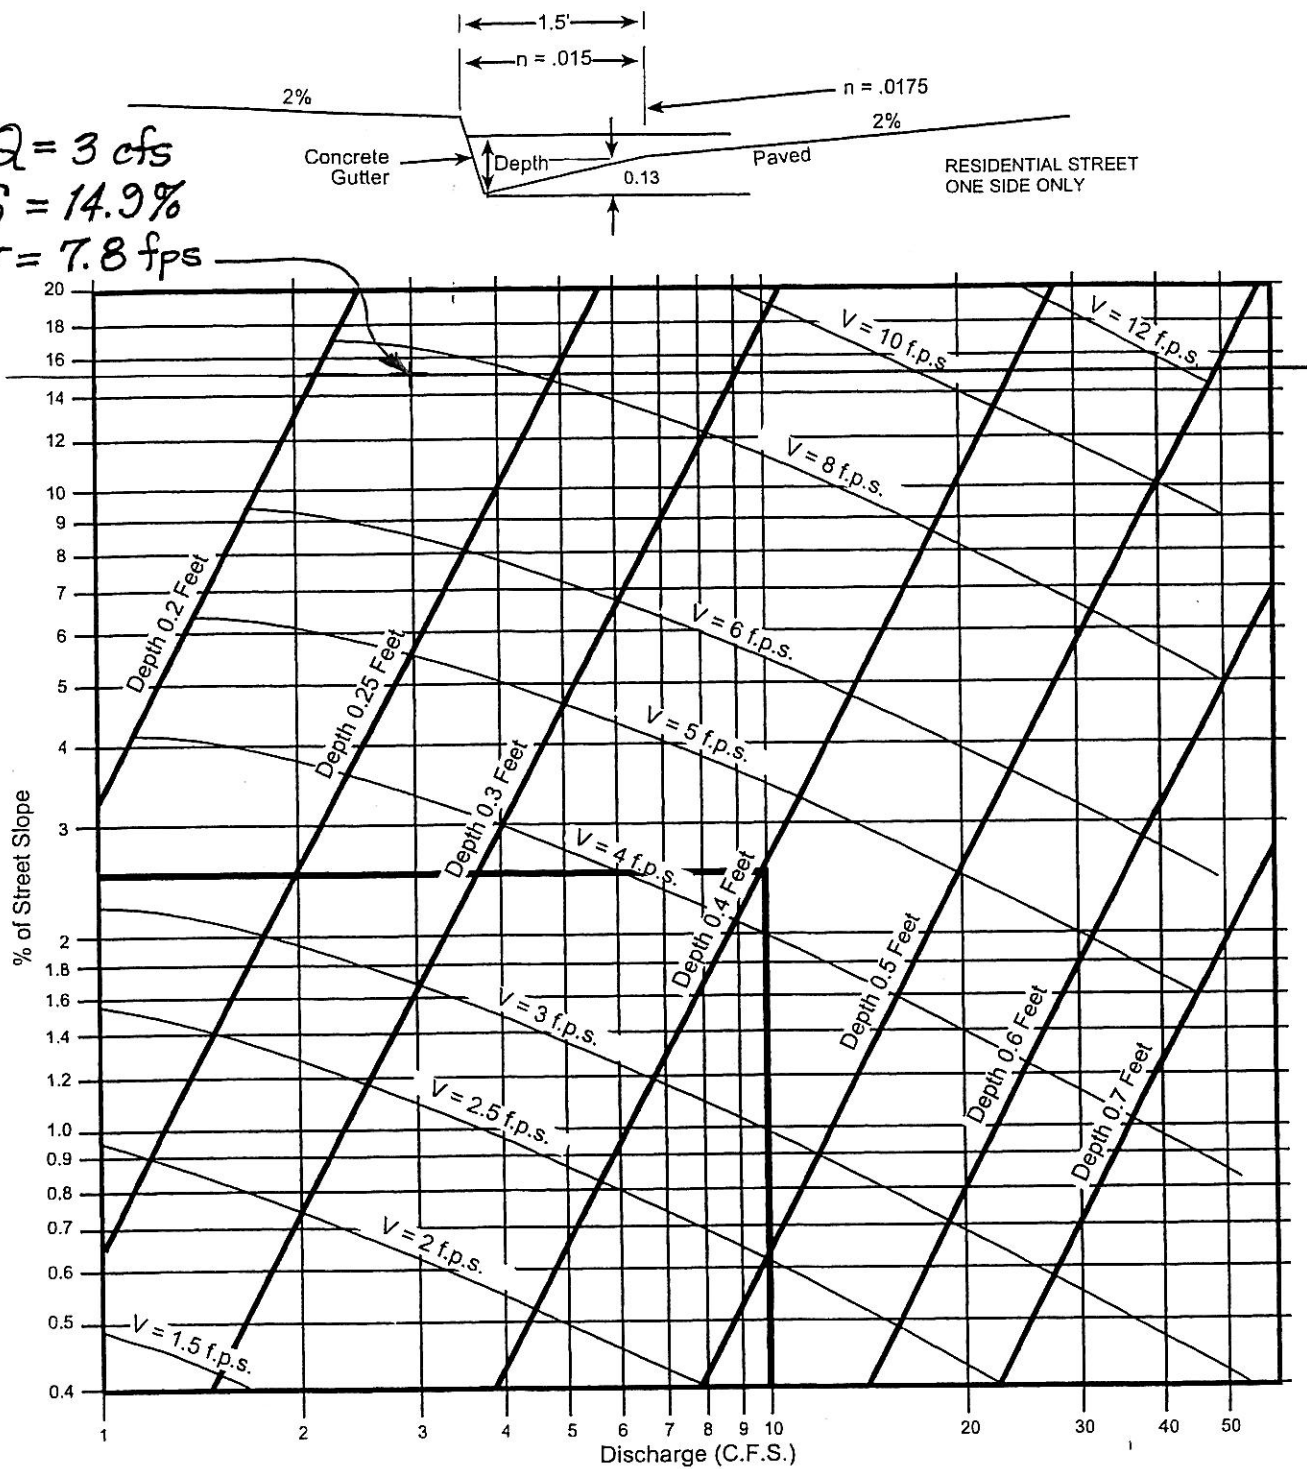 1.5'
n = .015
n = .0175
2%
2%
Q = 3 cfs
= 14.9%
= 7.8 fps
Concrete
Gutter
Depth
0.13
Paved
RESIDENTIAL STREET
ONE SIDE ONLY
20
18
16
14
12
10
9
8
7
6
5
4
3
2
1.8
1.6
1.4
1.2
1.0
0.9
0.8
0.7
0.6
0.5
0.4
% of Street Slope
V = 10 f.p.s.
V = 12 f.p.s.
V = 8 f.p.s.
V = 6 f.p.s.
V = 5 f.p.s.
V = 4 f.p.s.
V = 3 f.p.s.
V = 2.5 f.p.s.
V = 2 f.p.s.
V = 1.5 f.p.s.
Depth 0.2 Feet
Depth 0.25 Feet
Depth 0.3 Feet
Depth 0.4 Feet
Depth 0.5 Feet
Depth 0.6 Feet
Depth 0.7 Feet
1 2 3 4 5 6 7 8 9 10 20 30 40 50
Discharge (C.F.S.)